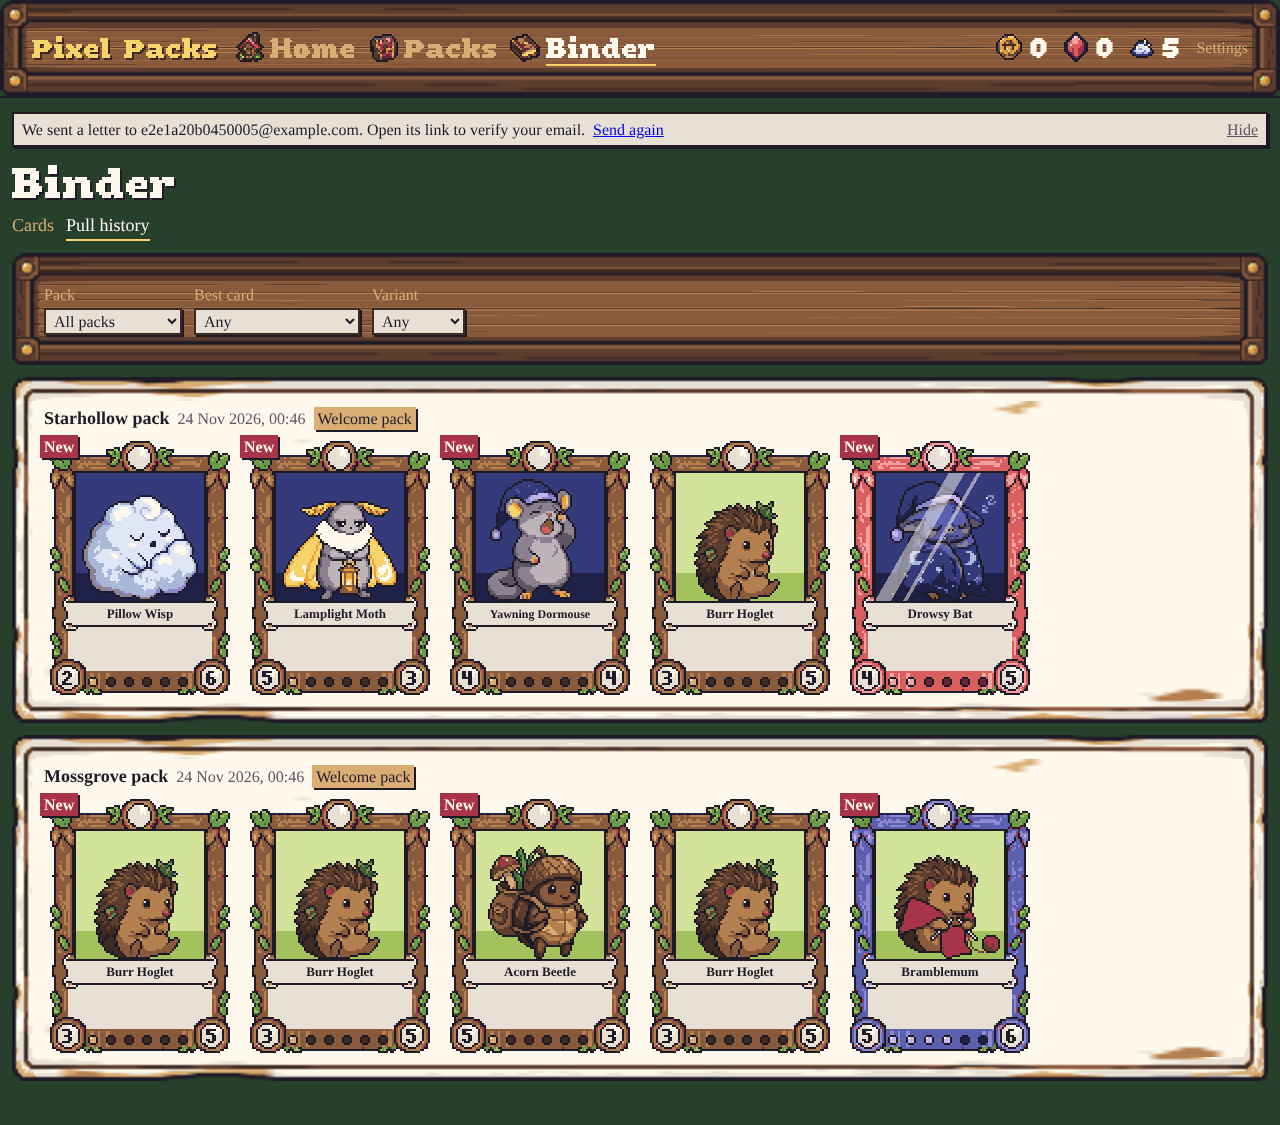 Pixel Packs Home Packs Binder 0 0 5 Settings
We sent a letter to e2e1a20b0450005@example.com. Open its link to verify your email. Send again Hide
Binder
Cards Pull history
Pack Best card Variant
All packs Any Any
Starhollow pack 24 Nov 2026, 00:46 Welcome pack
New New New New
Pillow Wisp Lamplight Moth Yawning Dormouse Burr Hoglet Drowsy Bat
2 6 5 3 4 4 3 5 4 5
Mossgrove pack 24 Nov 2026, 00:46 Welcome pack
New New New
Burr Hoglet Burr Hoglet Acorn Beetle Burr Hoglet Bramblemum
3 5 3 5 5 3 3 5 5 6